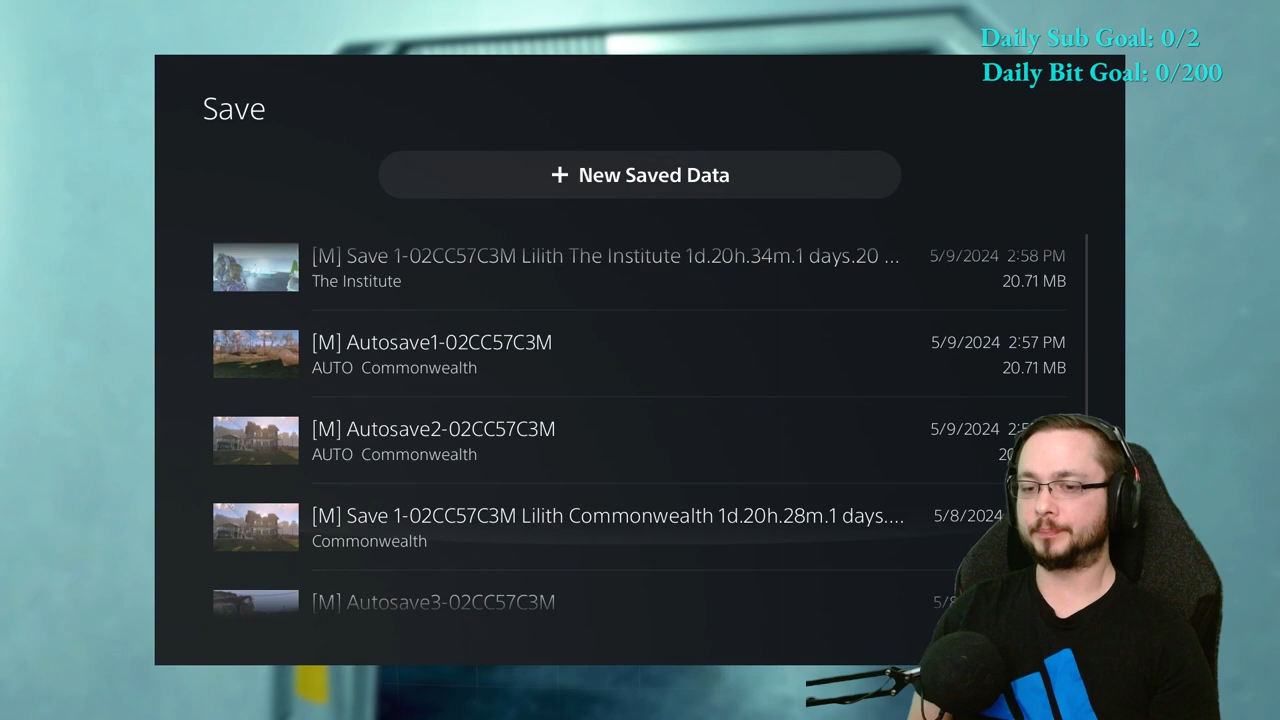 Daily Sub Goal: 0/2
Daily Bit Goal: 0/200
Save
+ New Saved Data
[M] Save 1-02CC57C3M Lilith The Institute 1d.20h.34m.1 days.20 ... 5/9/2024 2:58 PM
The Institute 20.71 MB
[M] Autosave1-02CC57C3M 5/9/2024 2:57 PM
AUTO Commonwealth 20.71 MB
[M] Autosave2-02CC57C3M 5/9/2024
AUTO Commonwealth
[M] Save 1-02CC57C3M Lilith Commonwealth 1d.20h.28m.1 days.... 5/8/2024
Commonwealth
[M] Autosave3-02CC57C3M